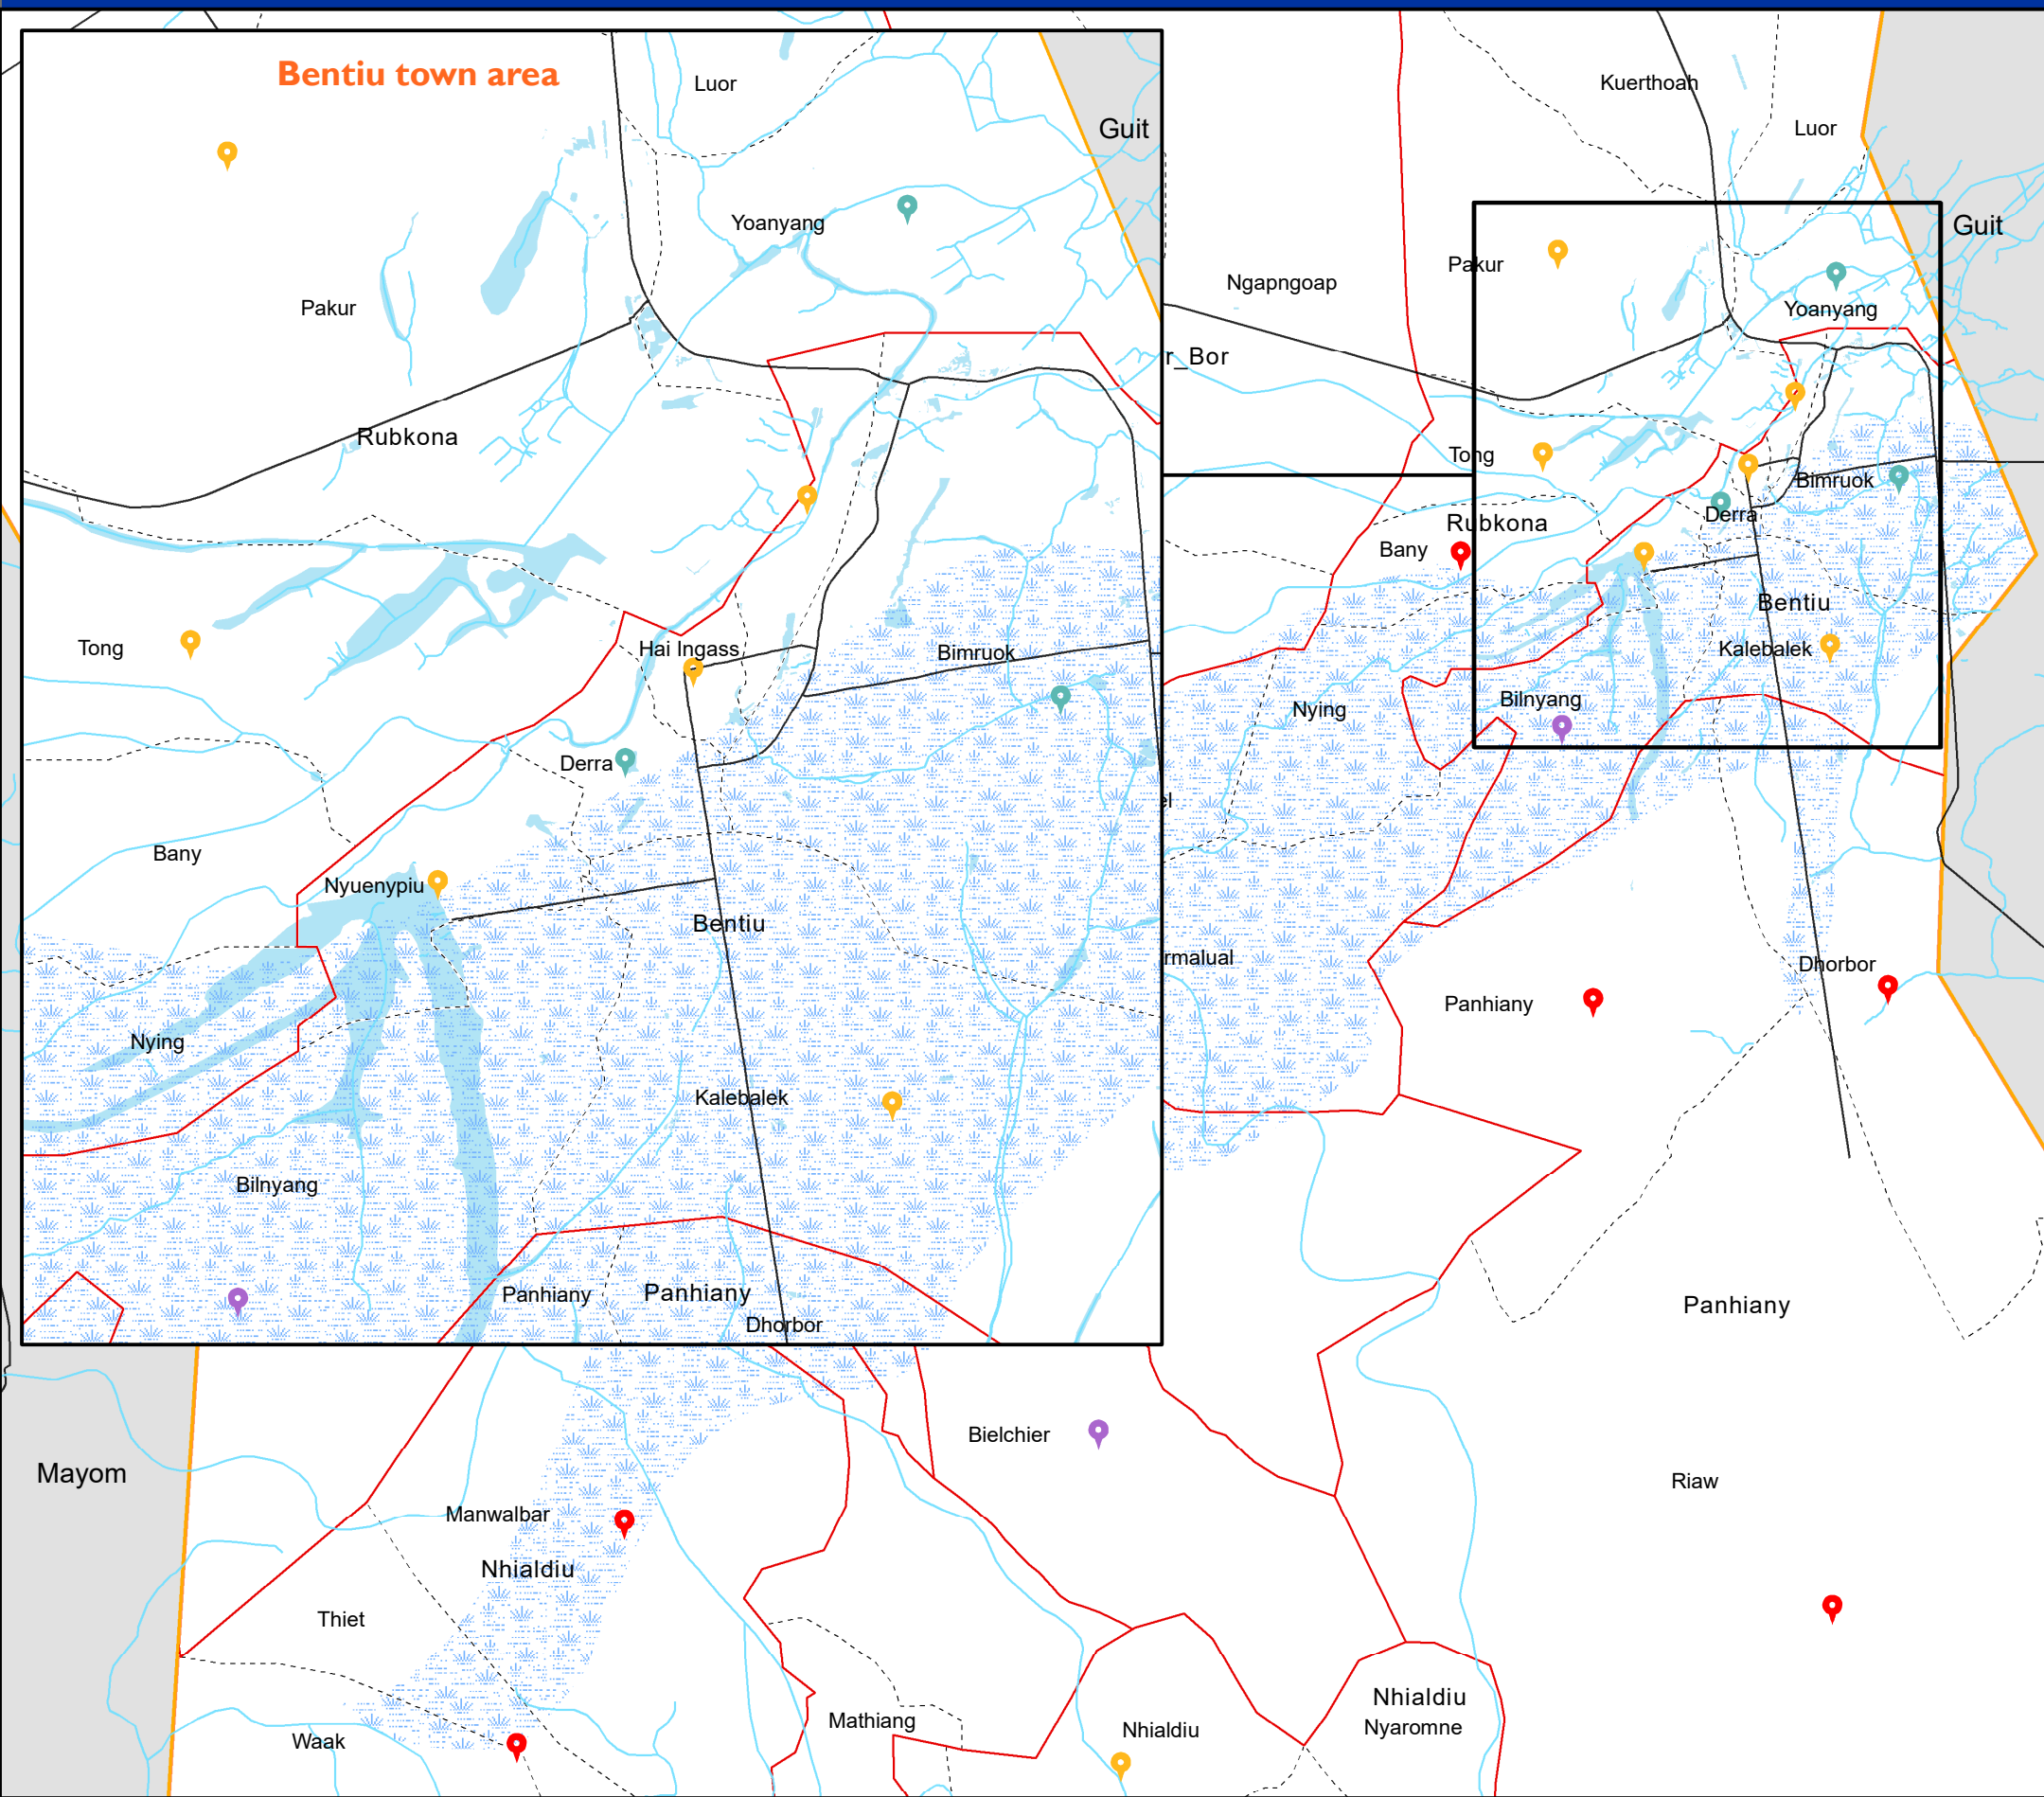 Bentiu town area
Luor
Guit
Yoanyang
Pakur
Rubkona
Tong
Hai Ingass
Bimruok
Derra
Bany
Nyuenypiu
Bentiu
Nying
Kalebalek
Bilnyang
Panhiany
Panhiany
Dhorbor
Kuerthoah
Luor
Guit
Pakur
Ngapngoap
Yoanyang
r_Bor
Tong
Bimruok
Derra
Rubkona
Bany
Bentiu
Kalebalek
Bilnyang
Nying
el
rmalual
Dhorbor
Panhiany
Panhiany
Bielchier
Mayom
Riaw
Manwalbar
Nhialdiu
Thiet
Nhialdiu
Nyaromne
Mathiang
Nhialdiu
Waak